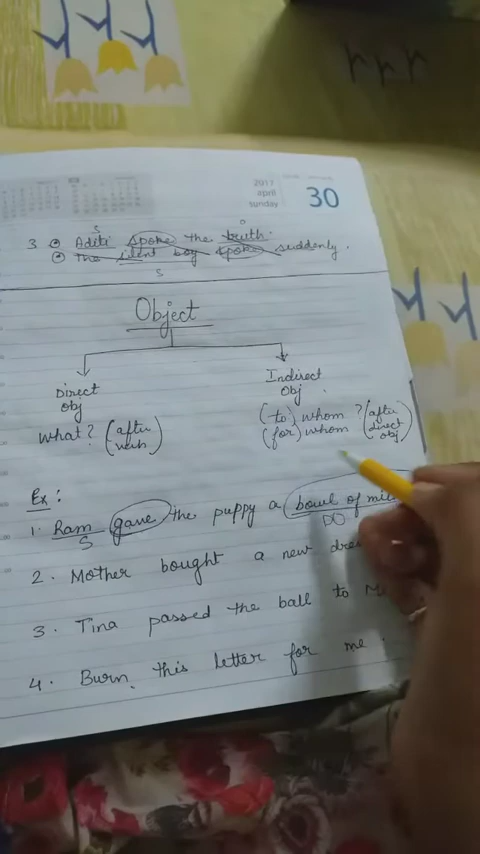 2017
april
sunday
30
S O
3 Aditi spoke the truth.
the silent boy spoke suddenly.
S
Object
Direct
obj
Indirect
Obj
what? (after verb)
(to) whom ? (after
(for) whom direct
obj)
Ex:
1. Ram gave the puppy a bowl of
S DO
2. Mother bought a new
3. Tina passed the ball to
4. Burn this letter for me.